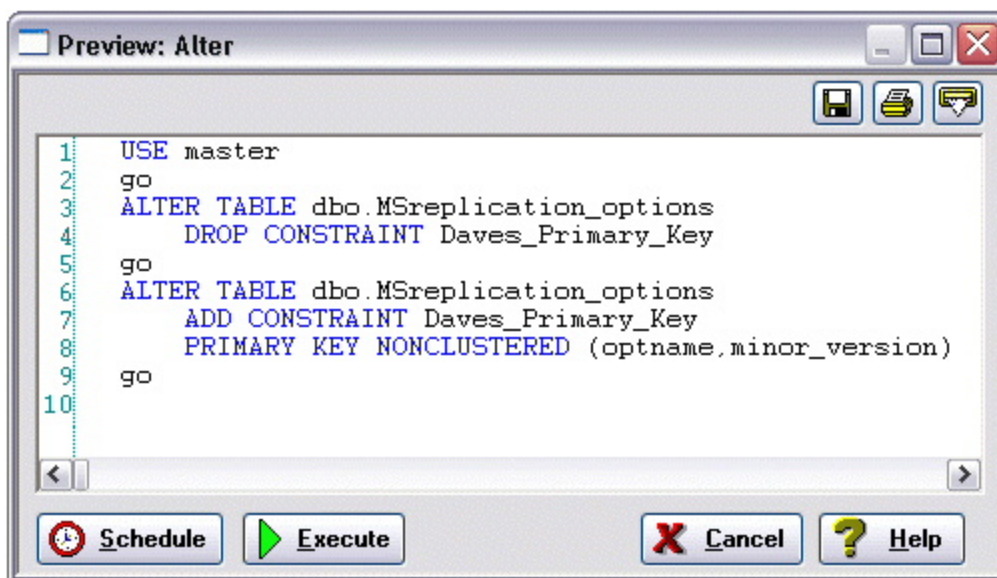 Preview: Alter
1 USE master
2 go
3 ALTER TABLE dbo.MSreplication_options
4 DROP CONSTRAINT Daves_Primary_Key
5 go
6 ALTER TABLE dbo.MSreplication_options
7 ADD CONSTRAINT Daves_Primary_Key
8 PRIMARY KEY NONCLUSTERED (optname,minor_version)
9 go
10
Schedule Execute Cancel Help